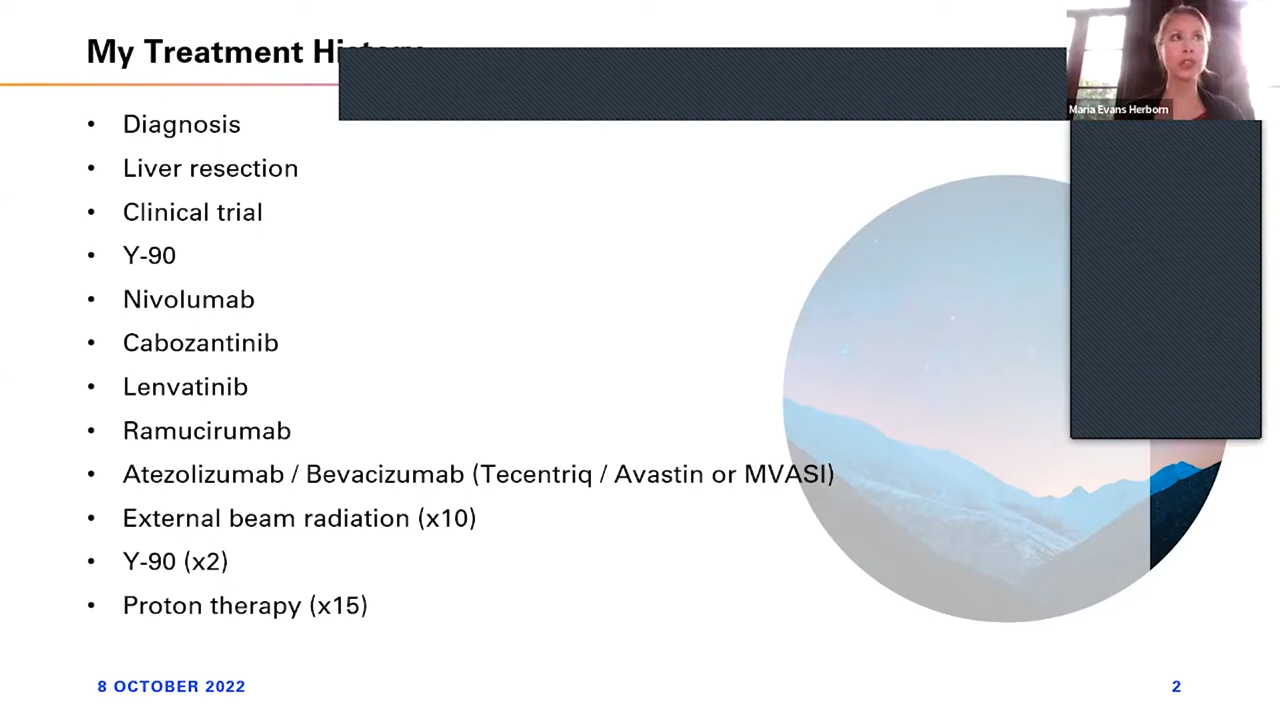 My Treatment History
Maria Evans Herborn
• Diagnosis
• Liver resection
• Clinical trial
• Y-90
• Nivolumab
• Cabozantinib
• Lenvatinib
• Ramucirumab
• Atezolizumab / Bevacizumab (Tecentriq / Avastin or MVASI)
• External beam radiation (x10)
• Y-90 (x2)
• Proton therapy (x15)
8 OCTOBER 2022
2